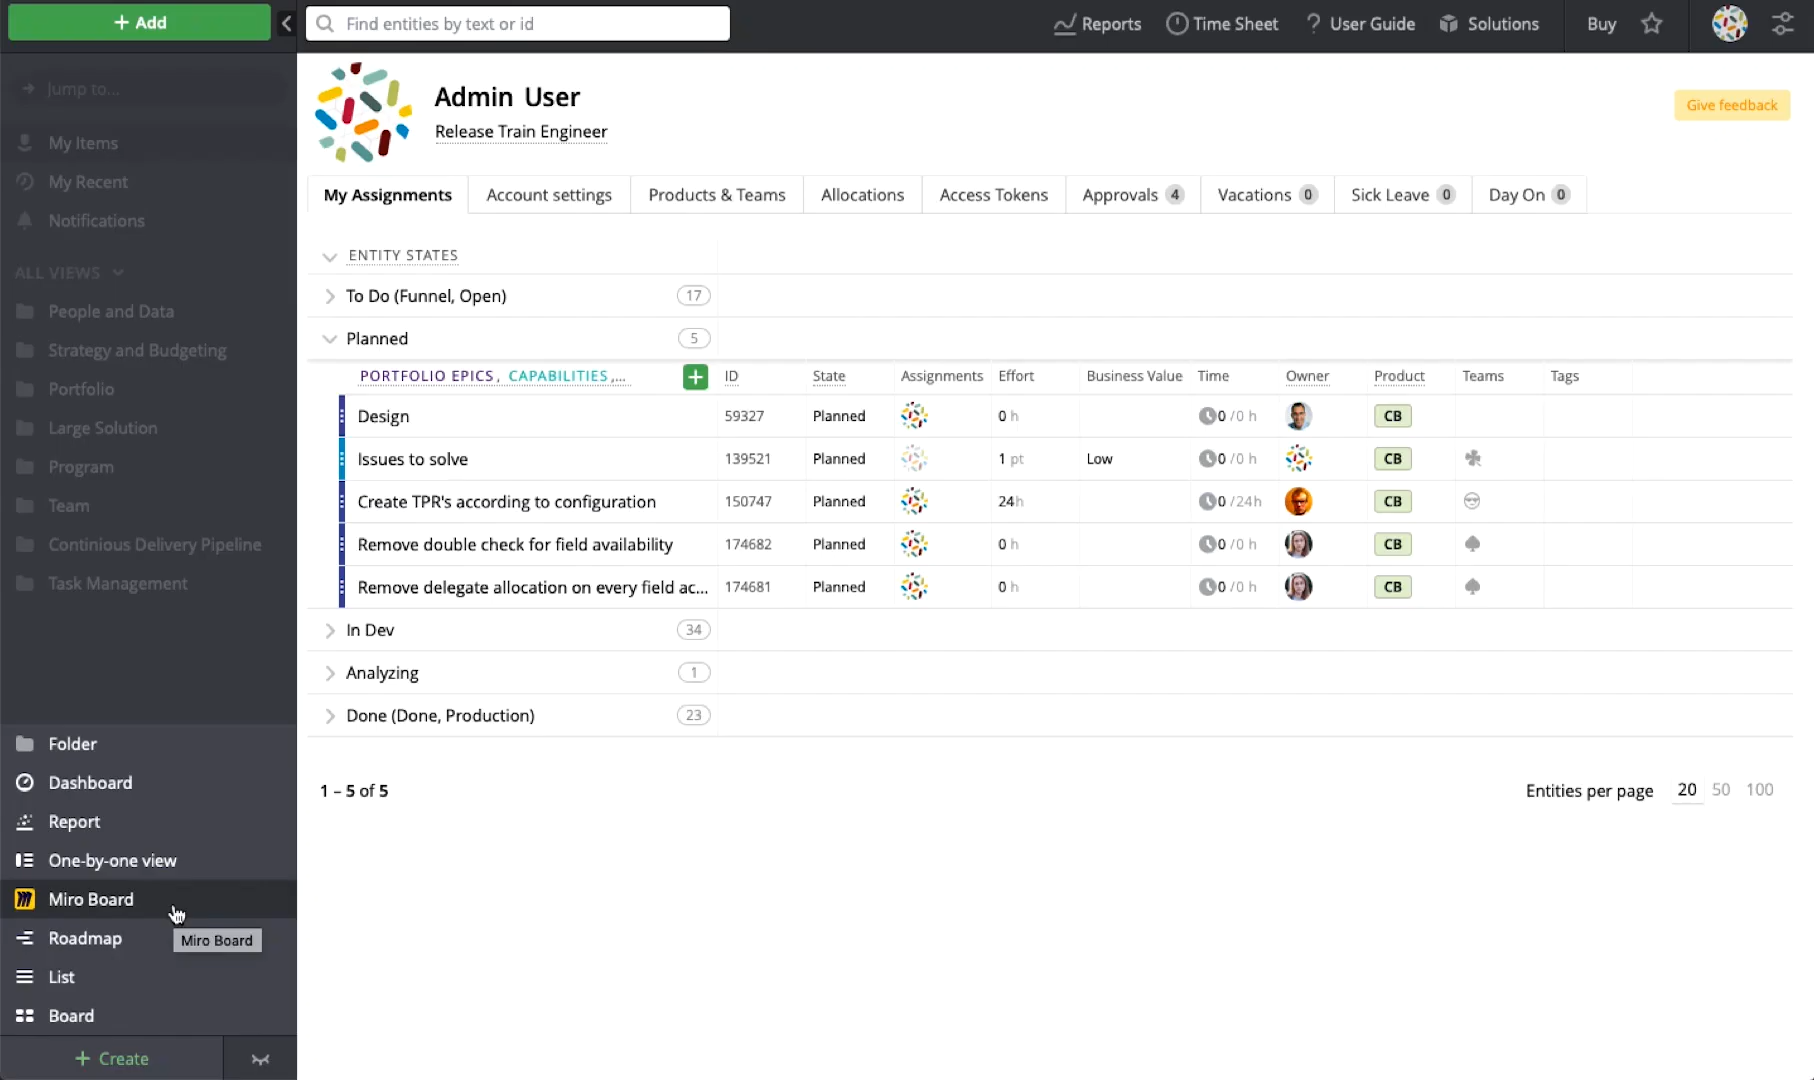 + Add
Find entities by text or id
Reports
Time Sheet
? User Guide
Solutions
Buy
Jump to...
My Items
My Recent
Notifications
ALL VIEWS
People and Data
Strategy and Budgeting
Portfolio
Large Solution
Program
Team
Continious Delivery Pipeline
Task Management
Folder
Dashboard
Report
One-by-one view
Miro Board
Miro Board
Roadmap
List
Board
+ Create
Admin User
Release Train Engineer
Give feedback
My Assignments Account settings Products & Teams Allocations Access Tokens Approvals 4 Vacations 0 Sick Leave 0 Day On 0
ENTITY STATES
To Do (Funnel, Open) 17
Planned 5
PORTFOLIO EPICS, CAPABILITIES,... + ID State Assignments Effort Business Value Time Owner Product Teams Tags
Design 59327 Planned 0 h 0 /0 h CB
Issues to solve 139521 Planned 1 pt Low 0 /0 h CB
Create TPR's according to configuration 150747 Planned 24h 0 /24h CB
Remove double check for field availability 174682 Planned 0 h 0 /0 h CB
Remove delegate allocation on every field ac... 174681 Planned 0 h 0 /0 h CB
In Dev 34
Analyzing 1
Done (Done, Production) 23
1 – 5 of 5
Entities per page 20 50 100